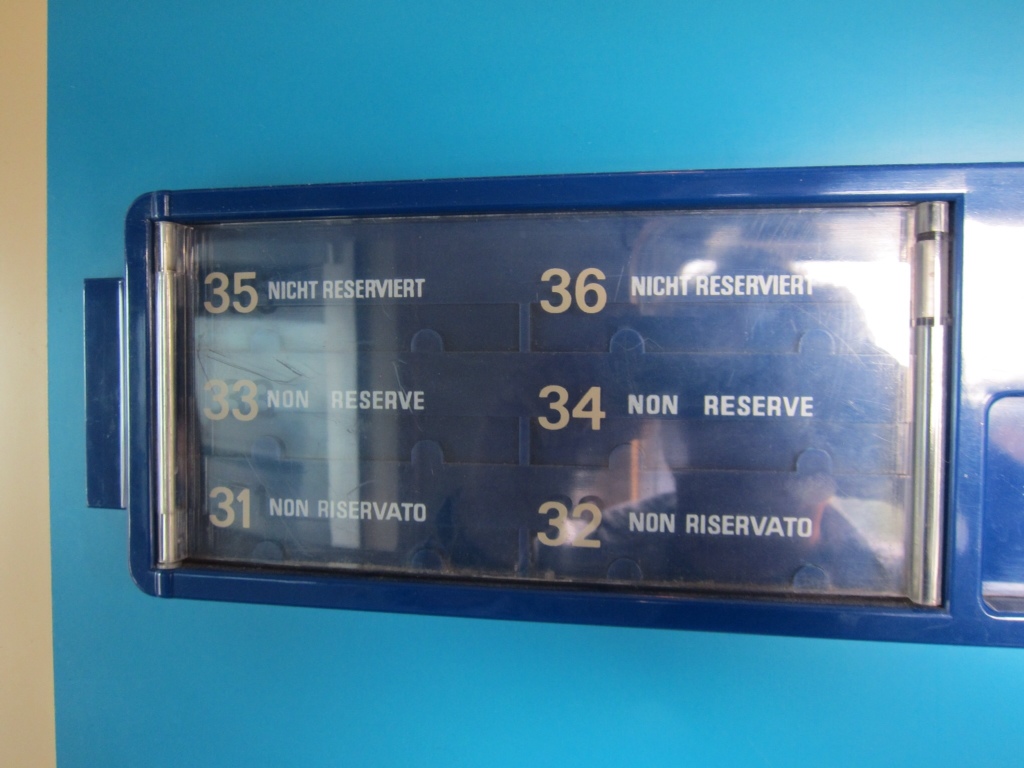 35 NICHT RESERVIERT 36 NICHT RESERVIERT
33 NON RESERVE 34 NON RESERVE
31 NON RISERVATO 32 NON RISERVATO